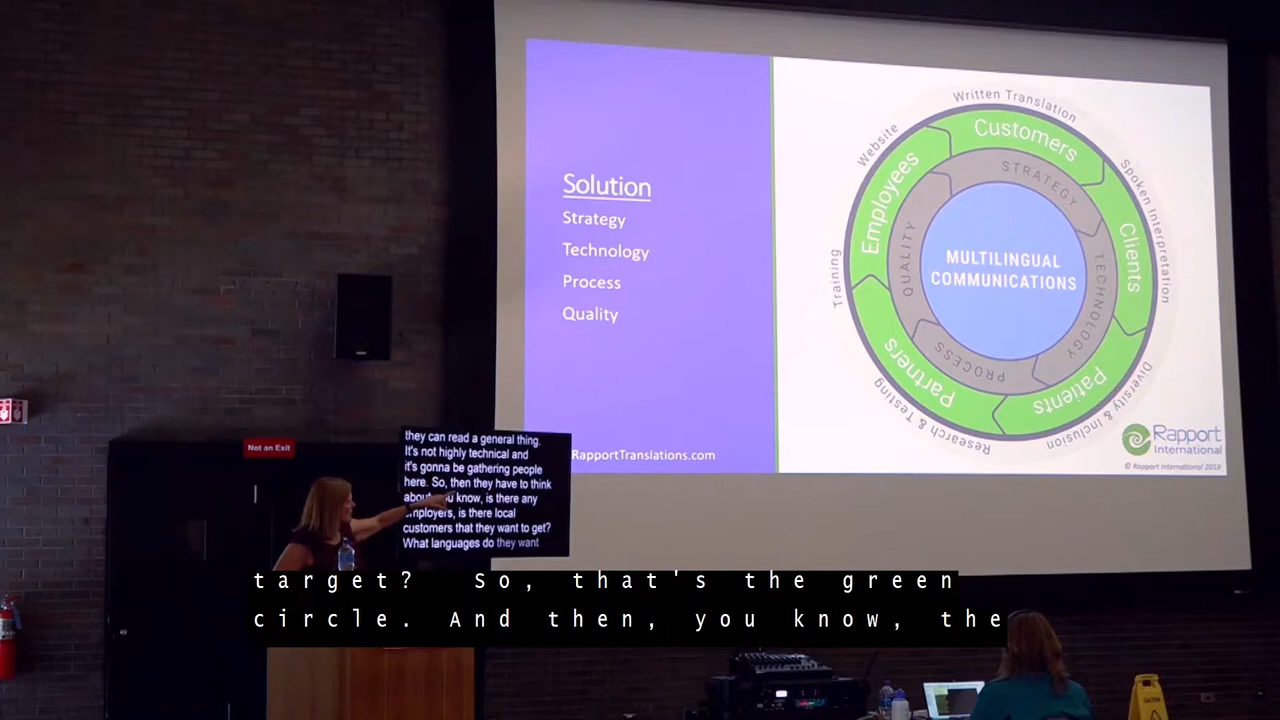 Solution
Strategy
Technology
Process
Quality
RapportTranslations.com
Written Translation
Website
Spoken Interpretation
Training
Diversity & Inclusion
Research & Testing
Customers
Employees
Clients
Partners
Patients
STRATEGY
QUALITY
TECHNOLOGY
PROCESS
MULTILINGUAL
COMMUNICATIONS
Rapport
International
© Rapport International 2019
Not an Exit
they can read a general thing.
It's not highly technical and
it's gonna be gathering people
here. So, then they have to think
know, is there any
is there local
customers that they want to get?
What languages do they want
target? So, that's the green
circle. And then, you know, the
CAUTION